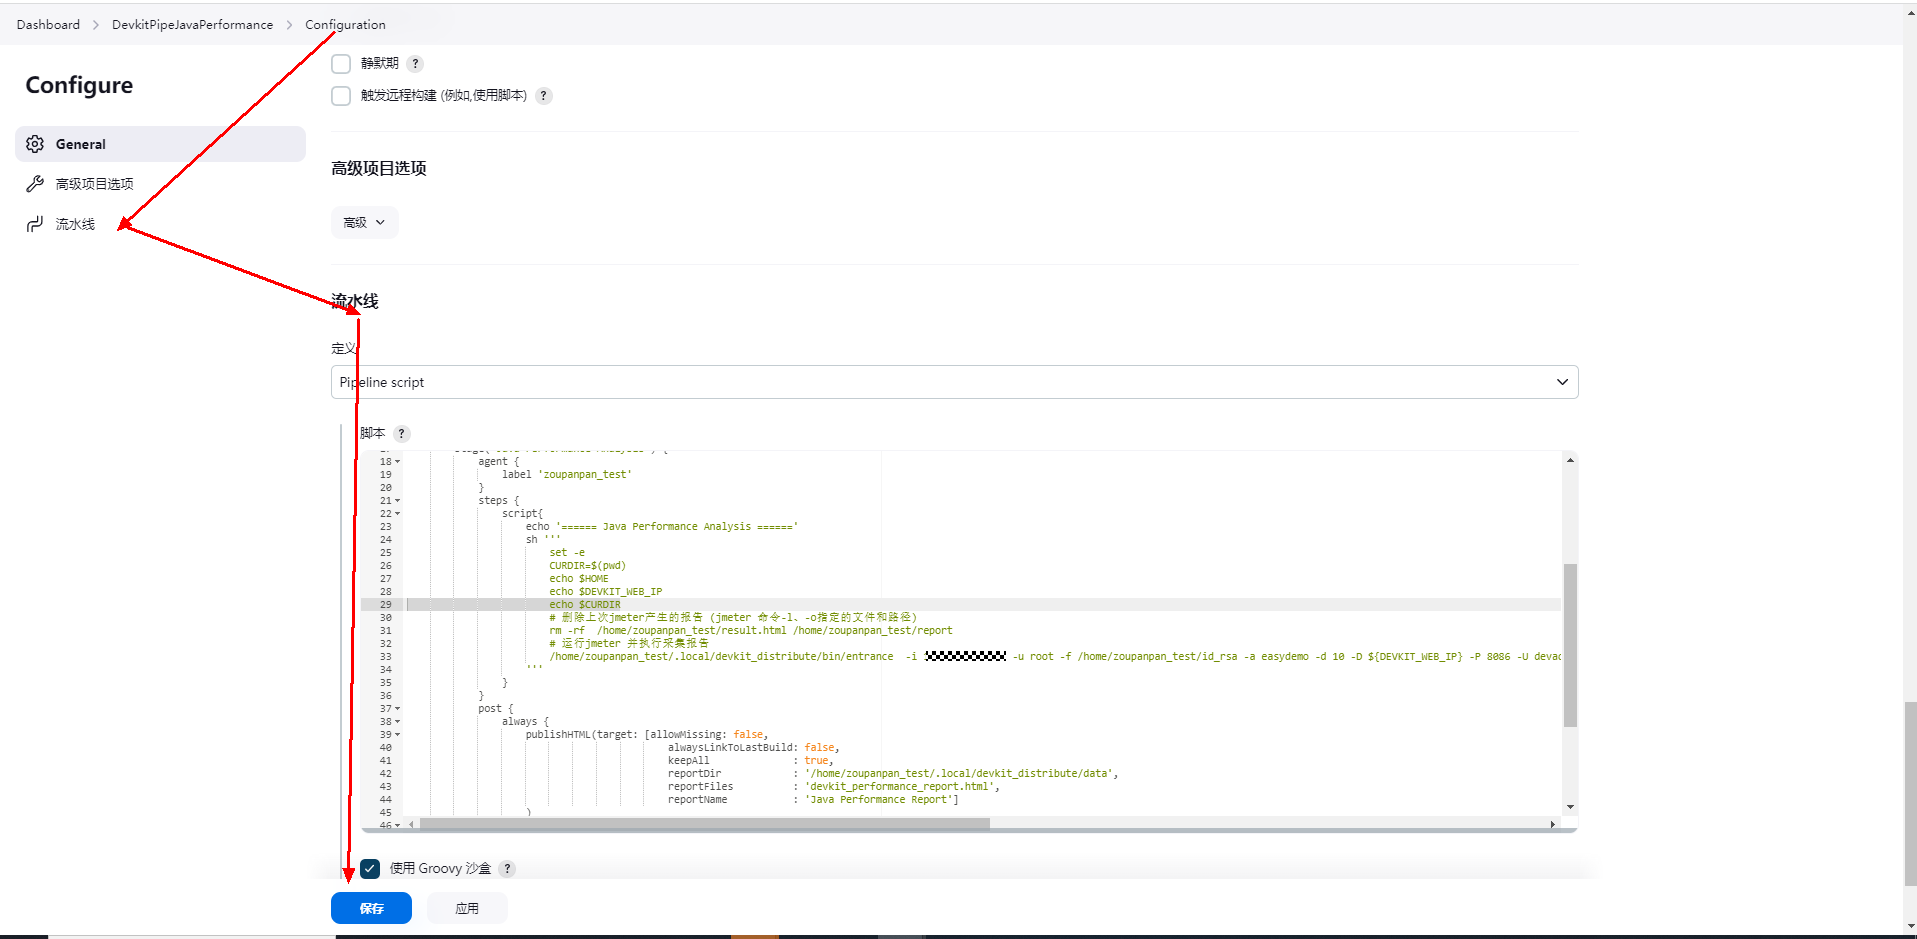 Dashboard > DevkitPipeJavaPerformance > Configuration
Configure
General
高级项目选项
流水线
静默期 ?
触发远程构建 (例如,使用脚本) ?
高级项目选项
高级
流水线
定义
Pipeline script
脚本 ?
18 agent {
19 label 'zoupanpan_test'
20 }
21 steps {
22 script{
23 echo '====== Java Performance Analysis ======'
24 sh '''
25 set -e
26 CURDIR=$(pwd)
27 echo $HOME
28 echo $DEVKIT_WEB_IP
29 echo $CURDIR
30 # 删除上次jmeter产生的报告 (jmeter 命令-l、-o指定的文件和路径)
31 rm -rf  /home/zoupanpan_test/result.html /home/zoupanpan_test/report
32 # 运行jmeter 并执行采集报告
33 /home/zoupanpan_test/.local/devkit_distribute/bin/entrance  -i -u root -f /home/zoupanpan_test/id_rsa -a easydemo -d 10 -D ${DEVKIT_WEB_IP} -P 8086 -U devac
34 '''
35 }
36 }
37 post {
38 always {
39 publishHTML(target: [allowMissing: false,
40 alwaysLinkToLastBuild: false,
41 keepAll : true,
42 reportDir : '/home/zoupanpan_test/.local/devkit_distribute/data',
43 reportFiles : 'devkit_performance_report.html',
44 reportName : 'Java Performance Report']
45 )
46
使用 Groovy 沙盒 ?
保存
应用